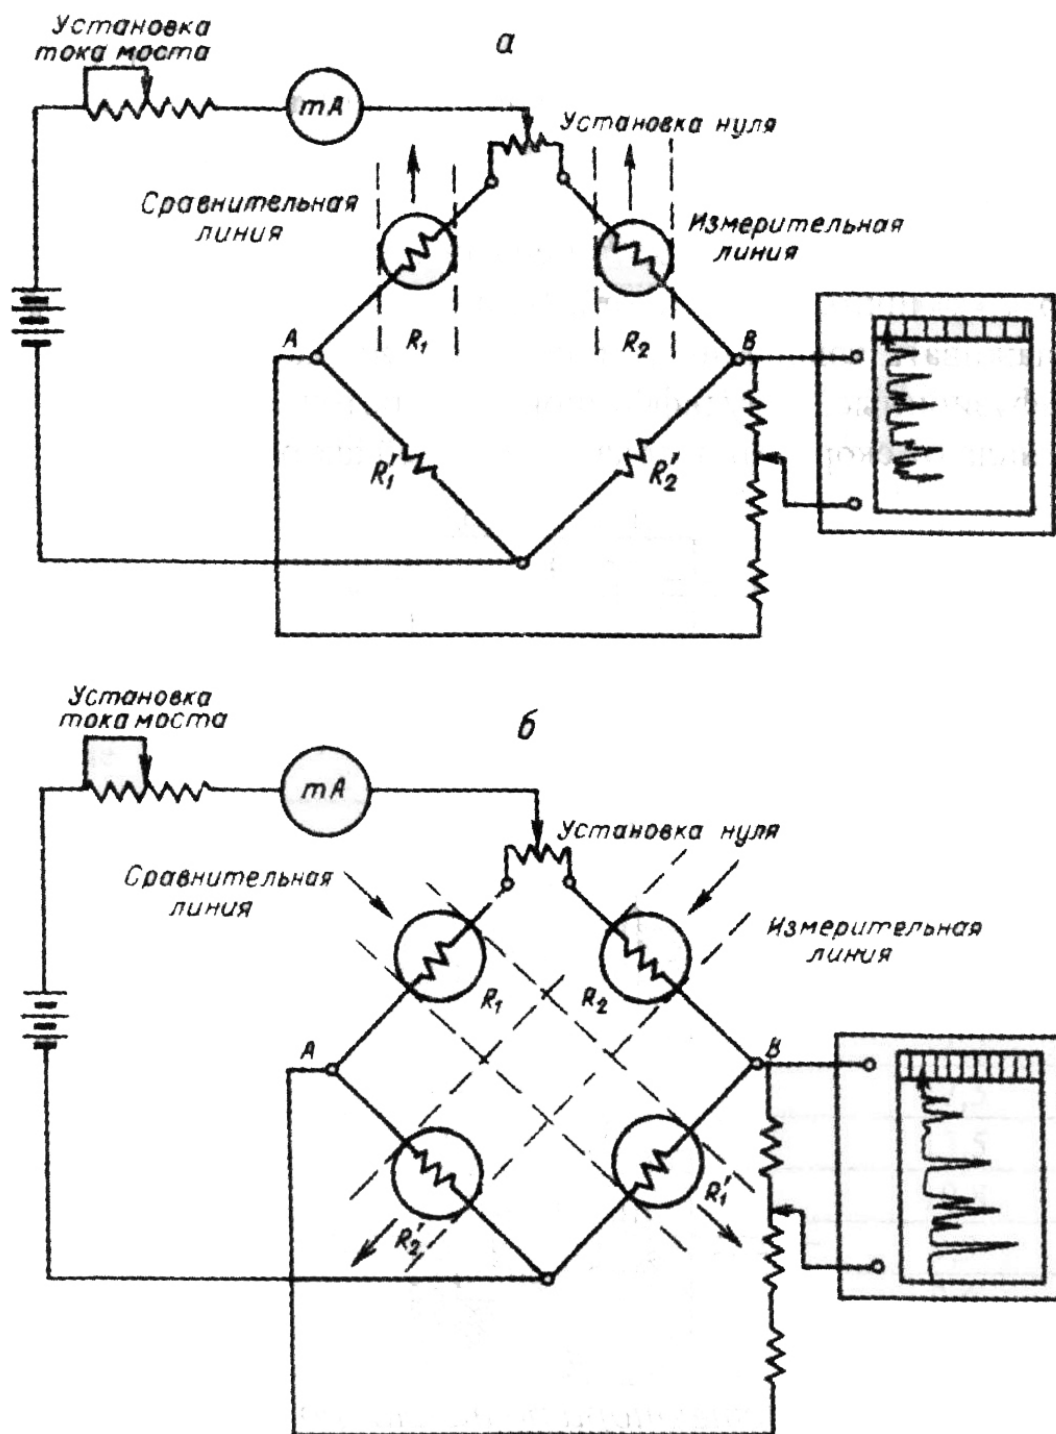 Установка
тока моста
а
mA
Установка нуля
Сравнительная
линия
Измерительная
линия
A
R₁
R₂
B
R₁′
R₂′
Установка
тока моста
б
mA
Установка нуля
Сравнительная
линия
Измерительная
линия
R₁
R₂
A
B
R₂′
R₁′